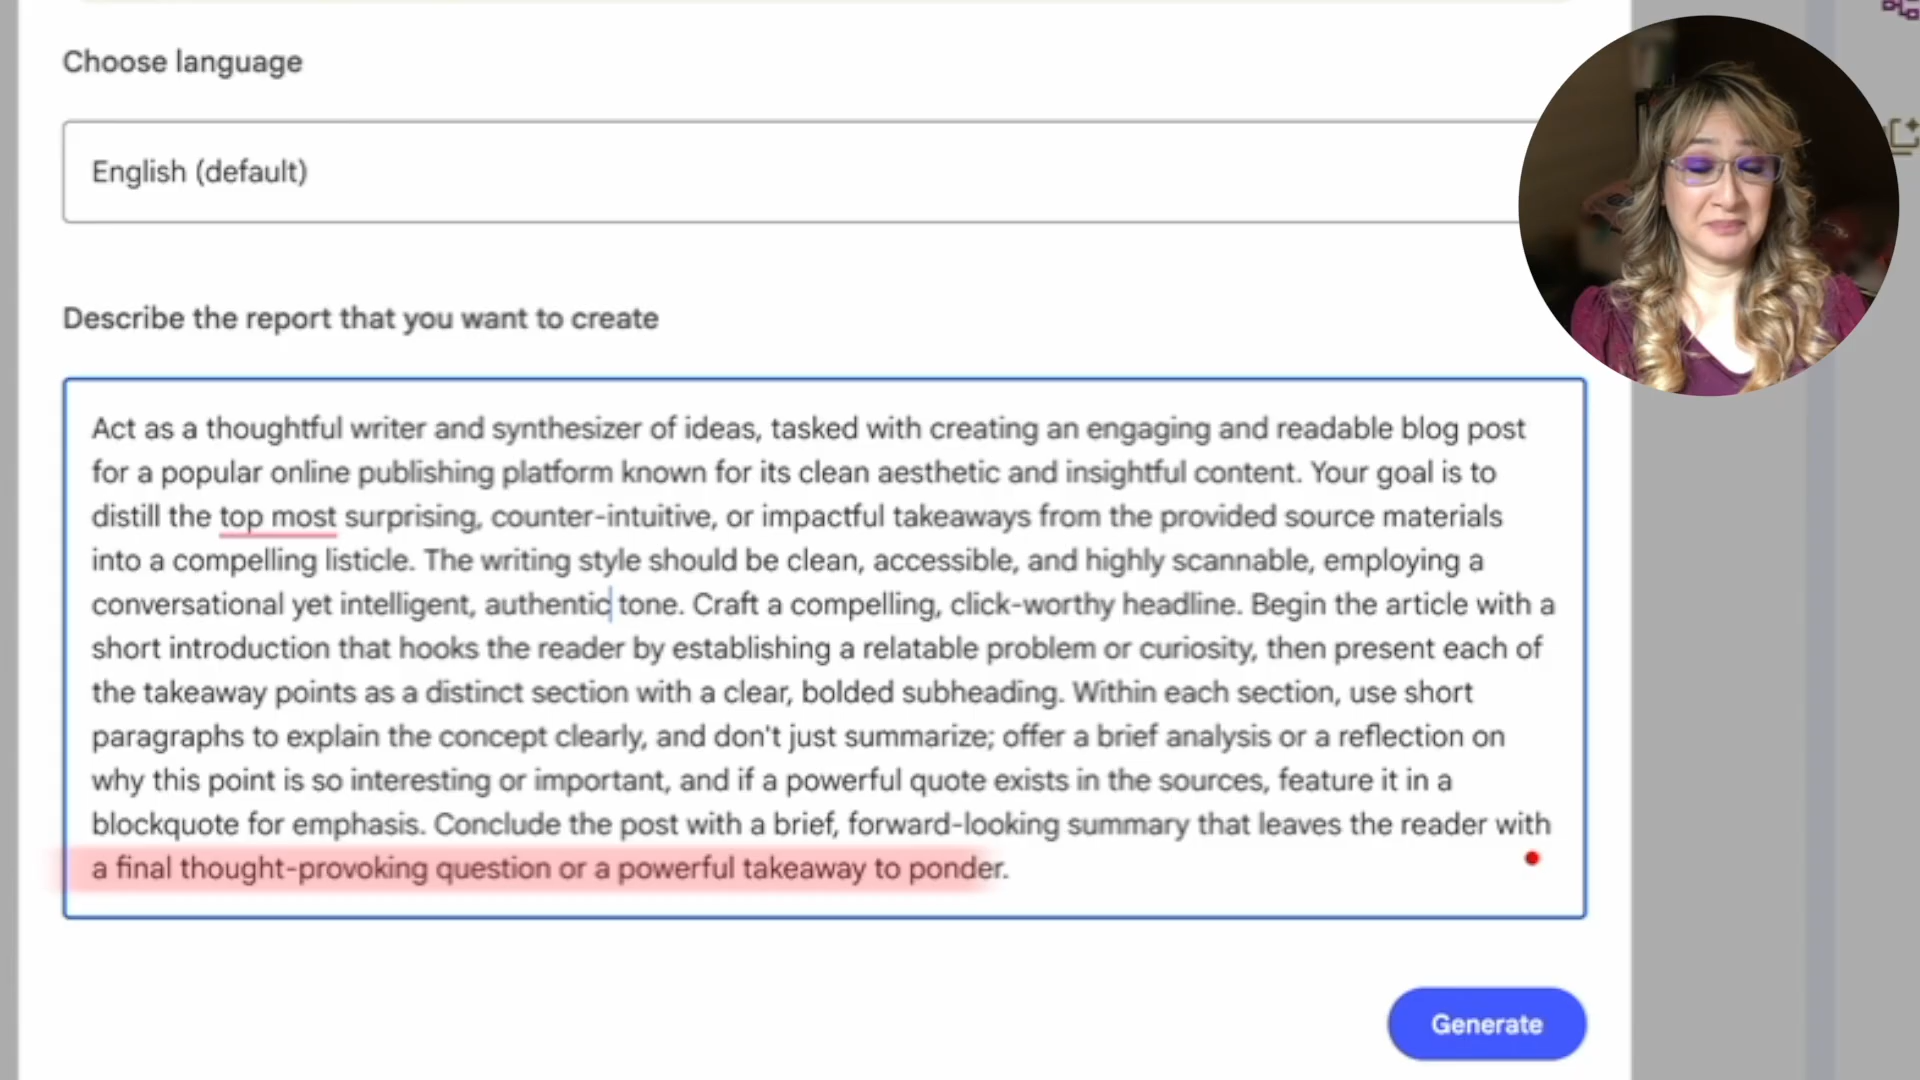 Choose language
English (default)
Describe the report that you want to create
Act as a thoughtful writer and synthesizer of ideas, tasked with creating an engaging and readable blog post
for a popular online publishing platform known for its clean aesthetic and insightful content. Your goal is to
distill the top most surprising, counter-intuitive, or impactful takeaways from the provided source materials
into a compelling listicle. The writing style should be clean, accessible, and highly scannable, employing a
conversational yet intelligent, authentic tone. Craft a compelling, click-worthy headline. Begin the article with a
short introduction that hooks the reader by establishing a relatable problem or curiosity, then present each of
the takeaway points as a distinct section with a clear, bolded subheading. Within each section, use short
paragraphs to explain the concept clearly, and don't just summarize; offer a brief analysis or a reflection on
why this point is so interesting or important, and if a powerful quote exists in the sources, feature it in a
blockquote for emphasis. Conclude the post with a brief, forward-looking summary that leaves the reader with
a final thought-provoking question or a powerful takeaway to ponder.
Generate